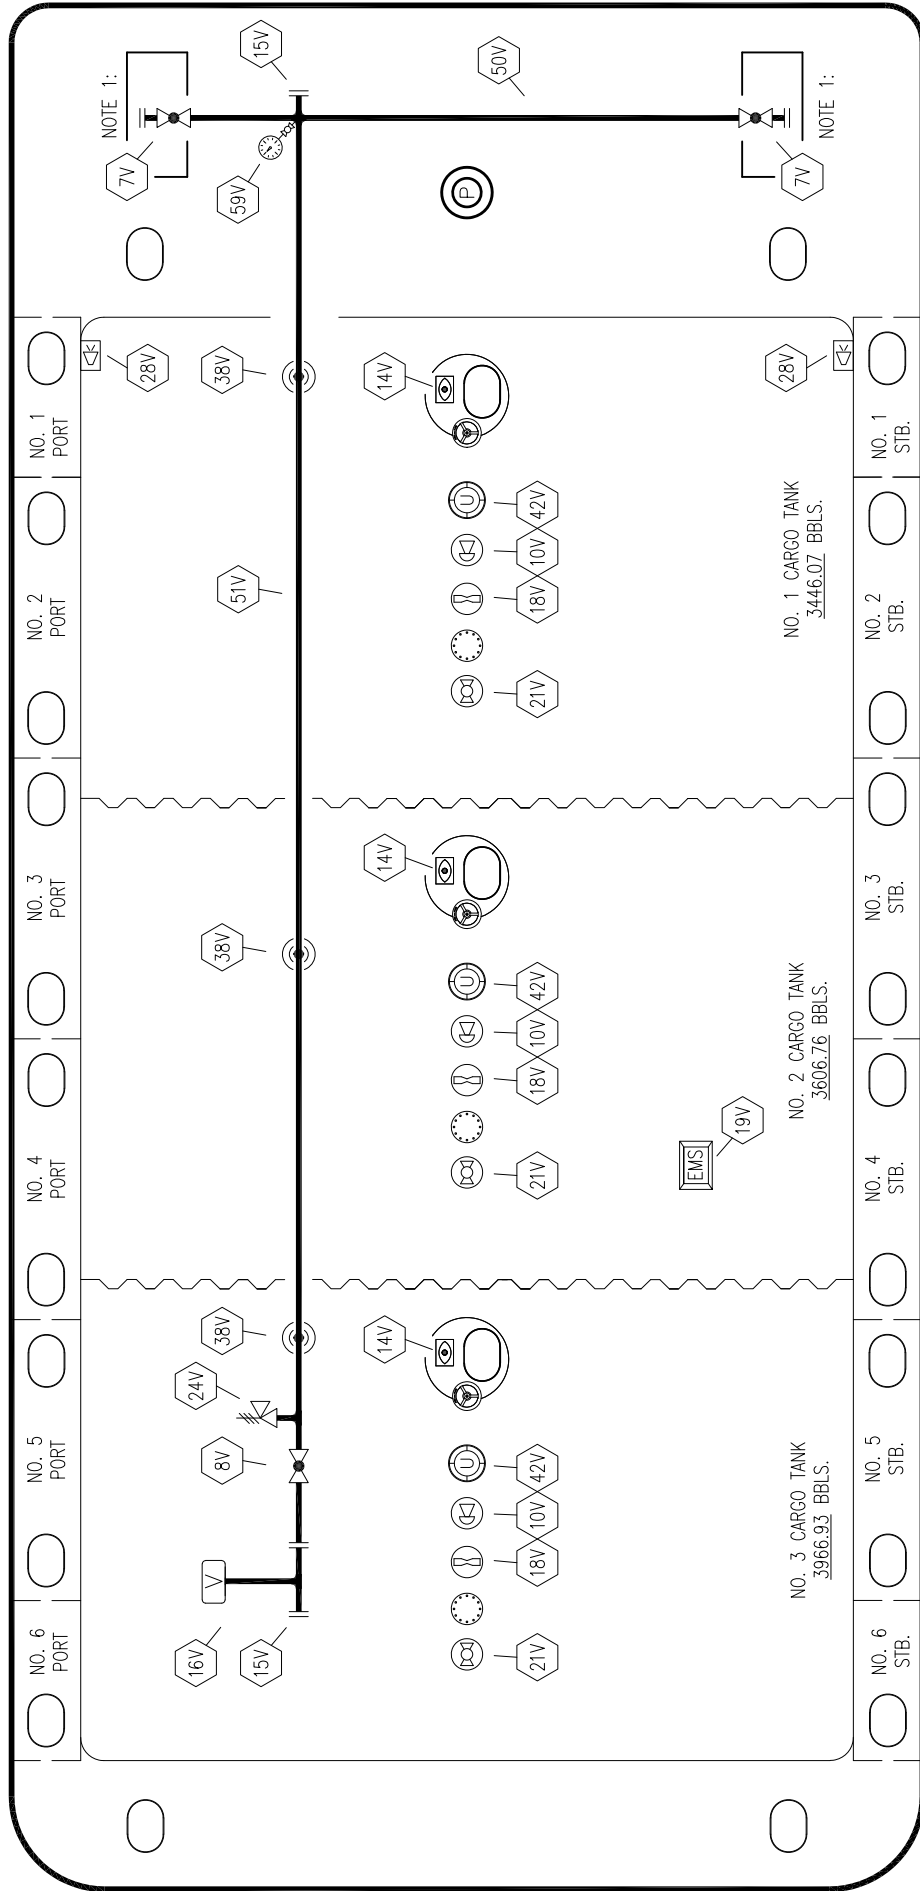 NO. 6
PORT
NO. 5
PORT
NO. 4
PORT
NO. 3
PORT
NO. 2
PORT
NO. 1
PORT
NOTE 1:
7V
28V
16V
24V
8V
38V
38V
38V
15V
51V
59V
15V
V
14V
14V
14V
50V
U
U
U
P
21V
18V
10V
42V
21V
18V
10V
42V
21V
18V
10V
42V
EMS
19V
28V
7V
NOTE 1:
NO. 3 CARGO TANK
3966.93 BBLS.
NO. 2 CARGO TANK
3606.76 BBLS.
NO. 1 CARGO TANK
3446.07 BBLS.
NO. 6
STB.
NO. 5
STB.
NO. 4
STB.
NO. 3
STB.
NO. 2
STB.
NO. 1
STB.